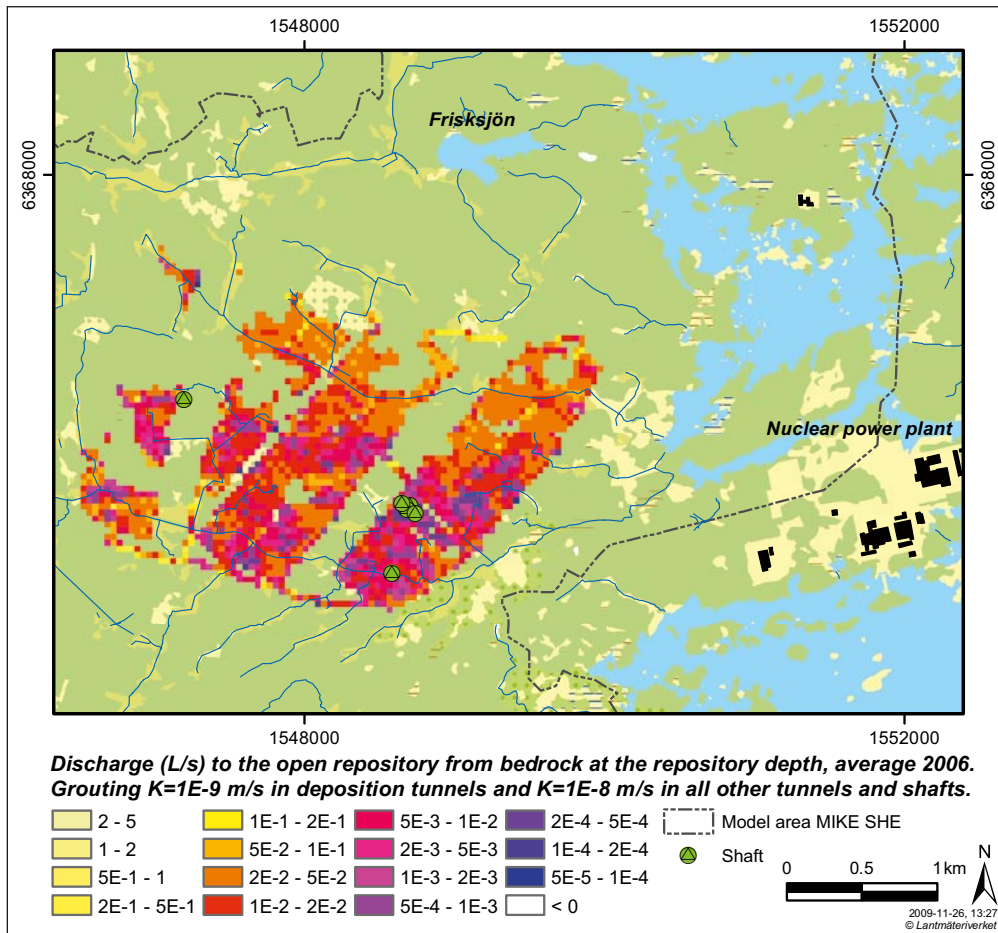 1548000 1552000
Frisksjön
6368000 6368000
Nuclear power plant
1548000 1552000
Discharge (L/s) to the open repository from bedrock at the repository depth, average 2006.
Grouting K=1E-9 m/s in deposition tunnels and K=1E-8 m/s in all other tunnels and shafts.
2 - 5 1E-1 - 2E-1 5E-3 - 1E-2 2E-4 - 5E-4 Model area MIKE SHE
1 - 2 5E-2 - 1E-1 2E-3 - 5E-3 1E-4 - 2E-4 Shaft
5E-1 - 1 2E-2 - 5E-2 1E-3 - 2E-3 5E-5 - 1E-4
2E-1 - 5E-1 1E-2 - 2E-2 5E-4 - 1E-3 < 0
N
0 0.5 1 km
2009-11-26, 13:27
© Lantmäteriverket